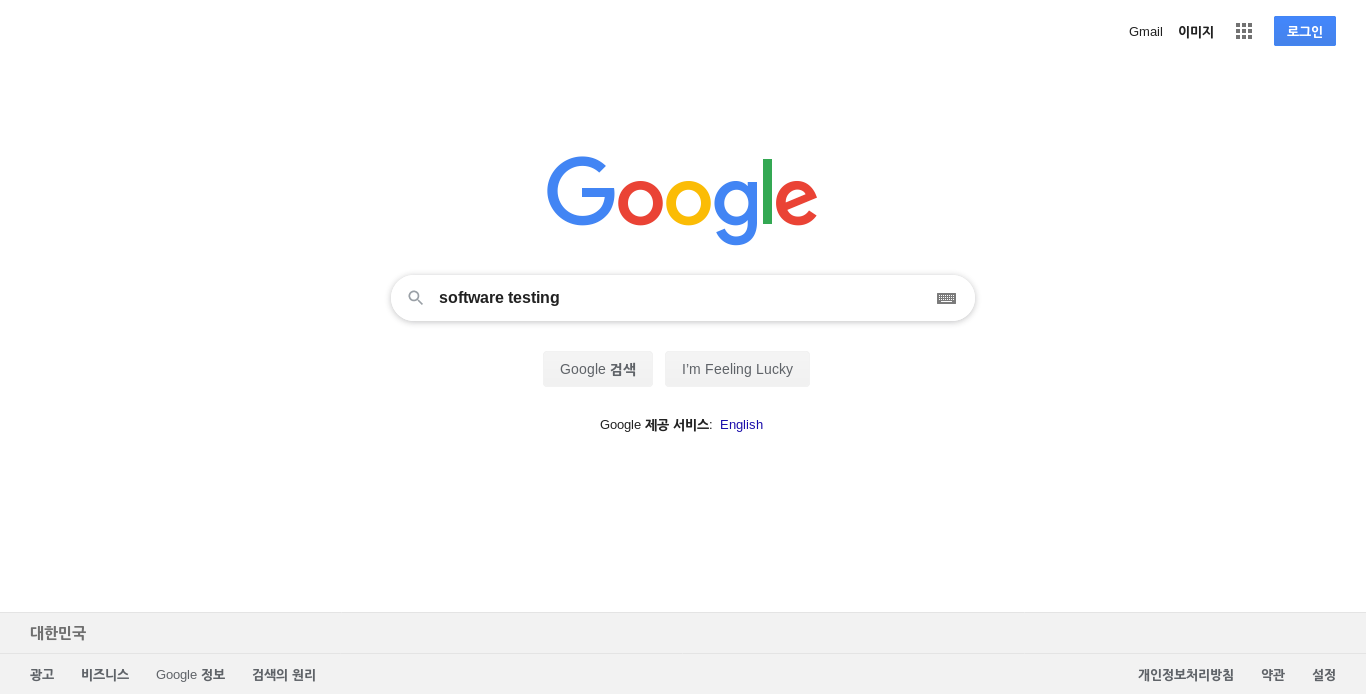 Gmail 이미지 로그인
Google
software testing
Google 검색 I'm Feeling Lucky
Google 제공 서비스: English
대한민국
광고 비즈니스 Google 정보 검색의 원리 개인정보처리방침 약관 설정